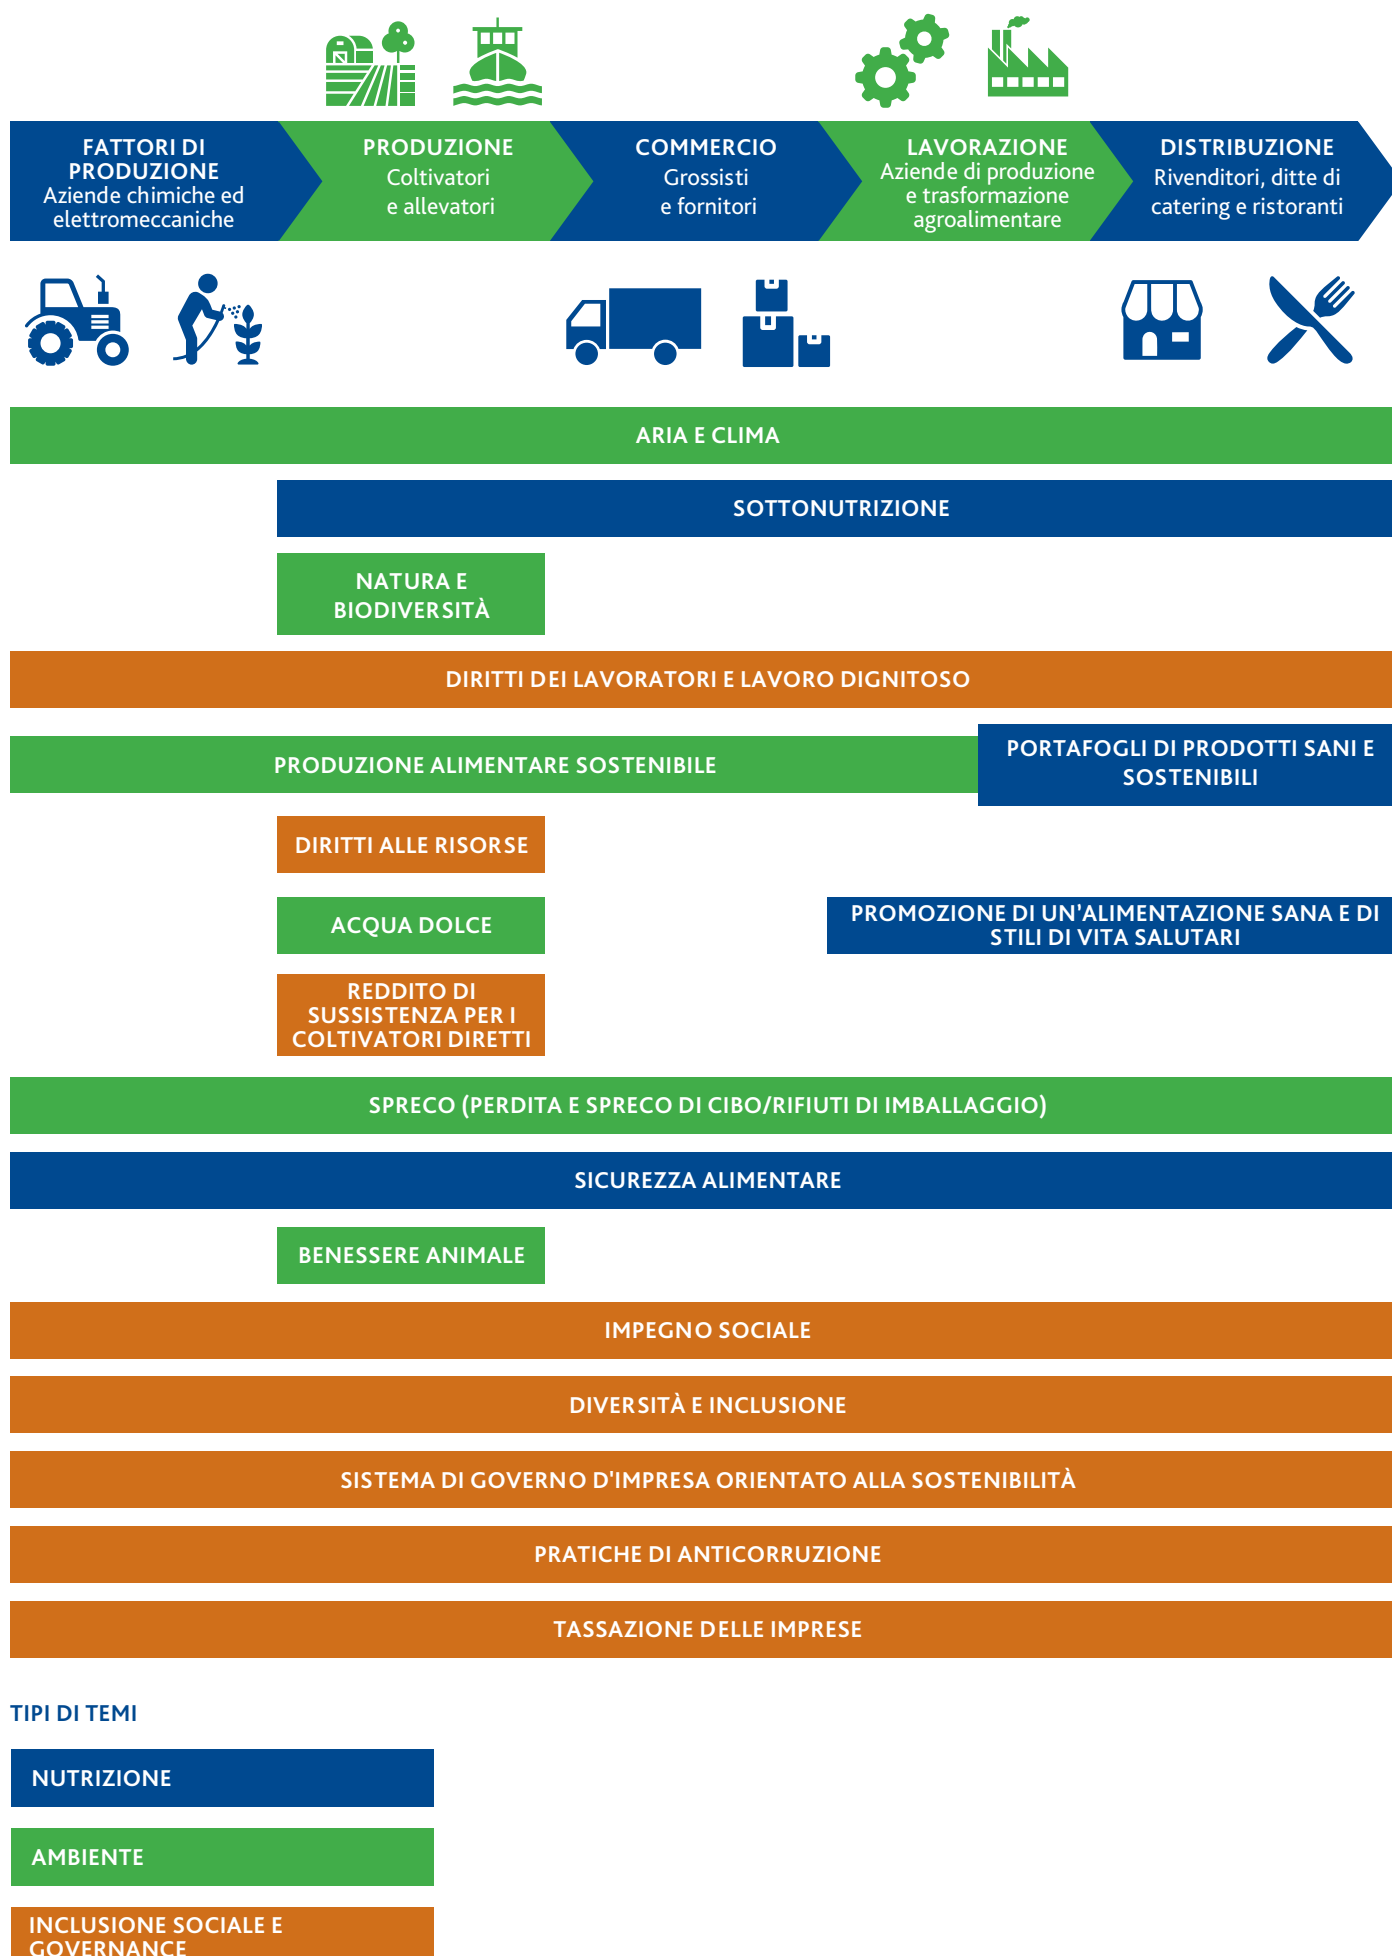 FATTORI DI
PRODUZIONE
Aziende chimiche ed
elettromeccaniche
PRODUZIONE
Coltivatori
e allevatori
COMMERCIO
Grossisti
e fornitori
LAVORAZIONE
Aziende di produzione
e trasformazione
agroalimentare
DISTRIBUZIONE
Rivenditori, ditte di
catering e ristoranti
ARIA E CLIMA
SOTTONUTRIZIONE
NATURA E
BIODIVERSITÀ
DIRITTI DEI LAVORATORI E LAVORO DIGNITOSO
PRODUZIONE ALIMENTARE SOSTENIBILE
PORTAFOGLI DI PRODOTTI SANI E
SOSTENIBILI
DIRITTI ALLE RISORSE
ACQUA DOLCE
PROMOZIONE DI UN'ALIMENTAZIONE SANA E DI
STILI DI VITA SALUTARI
REDDITO DI
SUSSISTENZA PER I
COLTIVATORI DIRETTI
SPRECO (PERDITA E SPRECO DI CIBO/RIFIUTI DI IMBALLAGGIO)
SICUREZZA ALIMENTARE
BENESSERE ANIMALE
IMPEGNO SOCIALE
DIVERSITÀ E INCLUSIONE
SISTEMA DI GOVERNO D'IMPRESA ORIENTATO ALLA SOSTENIBILITÀ
PRATICHE DI ANTICORRUZIONE
TASSAZIONE DELLE IMPRESE
TIPI DI TEMI
NUTRIZIONE
AMBIENTE
INCLUSIONE SOCIALE E
GOVERNANCE